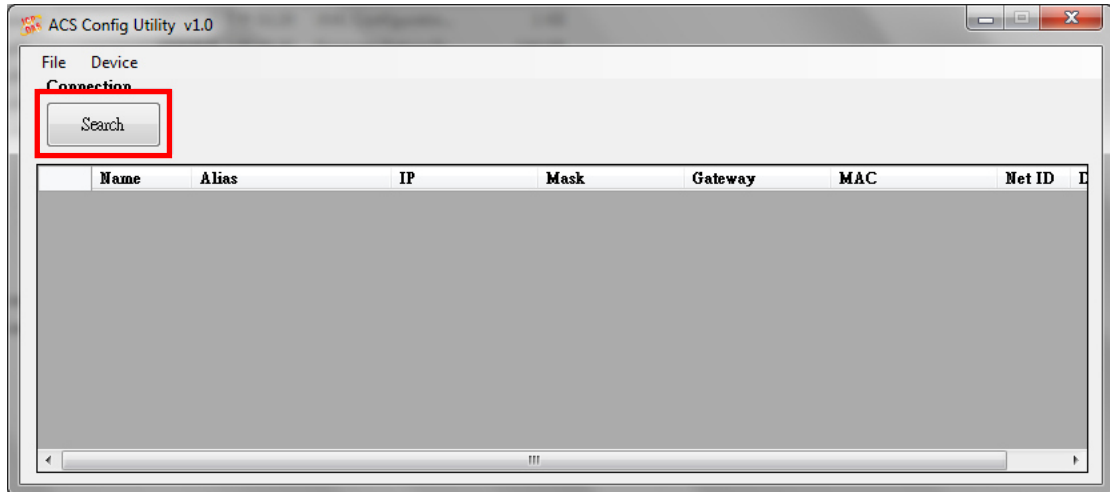 ACS Config Utility v1.0
File Device
Connection
Search
Name Alias IP Mask Gateway MAC Net ID D